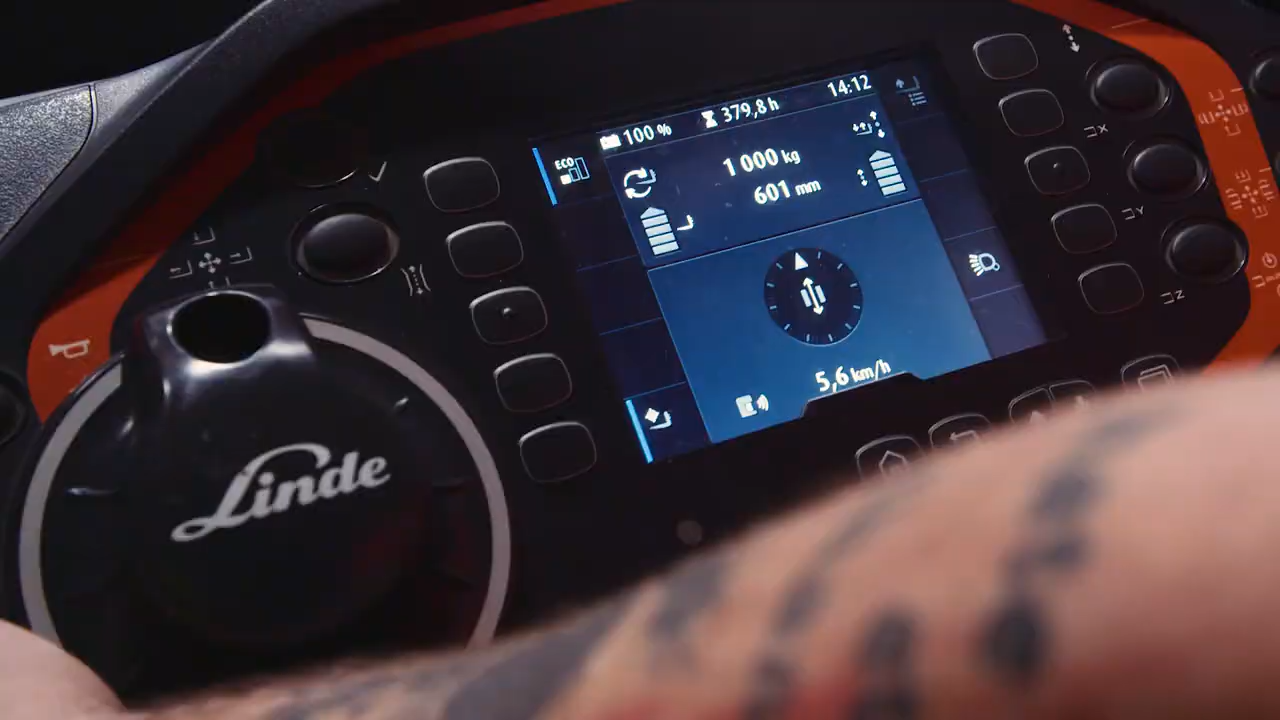 100 %
379,8 h
14:12
ECO
1 000 kg
601 mm
5,6 km/h
X
Y
Z
Linde